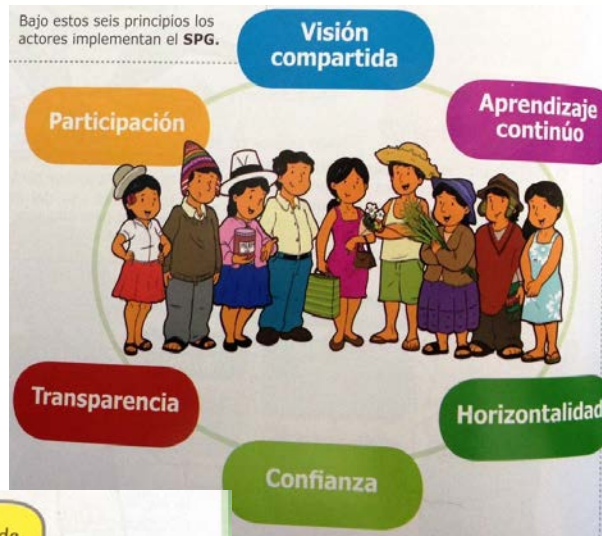 Bajo estos seis principios los
actores implementan el SPG.
Visión
compartida
Participación
Aprendizaje
continúo
Transparencia
Horizontalidad
Confianza